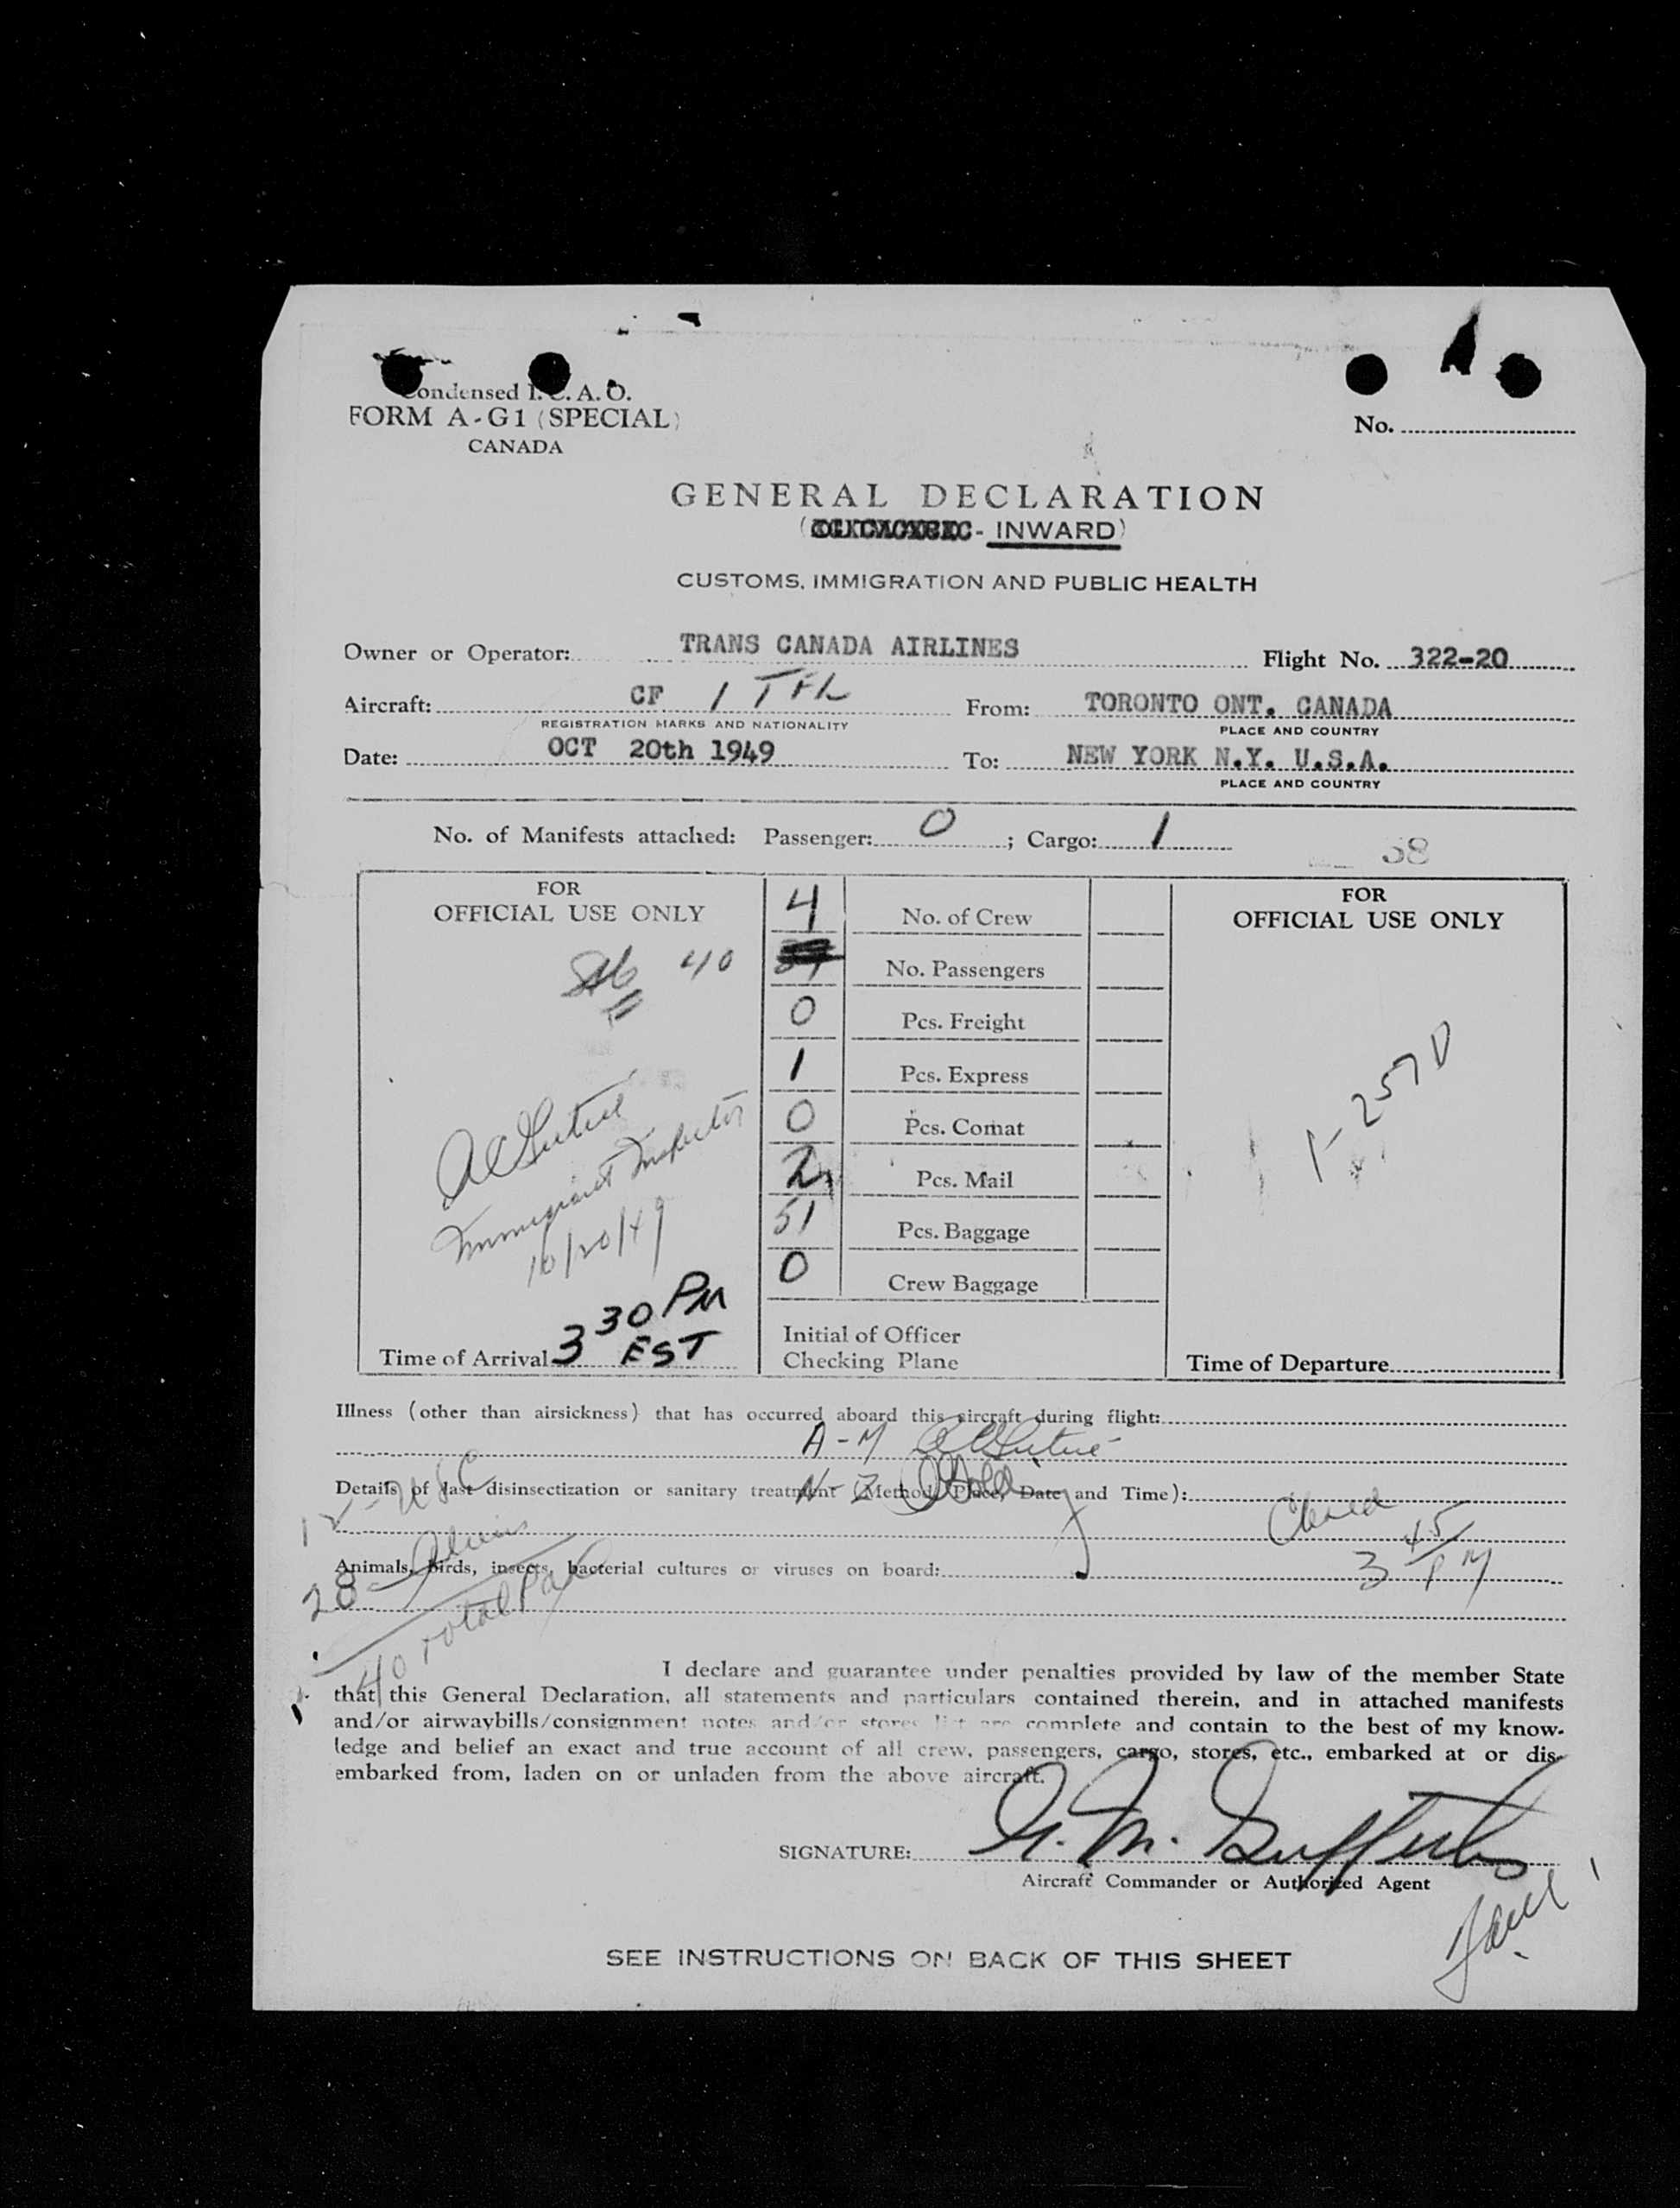 Condensed I.C.A.O.
FORM A-G1 (SPECIAL)
CANADA
No.
GENERAL DECLARATION
- INWARD)
CUSTOMS, IMMIGRATION AND PUBLIC HEALTH
Owner or Operator: TRANS CANADA AIRLINES Flight No. 322-20
Aircraft: CF / From: TORONTO ONT. CANADA
REGISTRATION MARKS AND NATIONALITY PLACE AND COUNTRY
Date: OCT 20th 1949 To: NEW YORK N.Y. U.S.A.
PLACE AND COUNTRY
No. of Manifests attached: Passenger: 0 ; Cargo: 1
FOR
OFFICIAL USE ONLY
40
Immigrant Inspector
10/20/49
Time of Arrival 3 30 PM
EST
4 No. of Crew
No. Passengers
0 Pcs. Freight
1 Pcs. Express
0 Pcs. Comat
2 Pcs. Mail
51 Pcs. Baggage
0 Crew Baggage
Initial of Officer
Checking Plane
FOR
OFFICIAL USE ONLY
1-257D
Time of Departure
Illness (other than airsickness) that has occurred aboard this aircraft during flight:
A-M
Details of last disinsectization or sanitary treatment (Method, Place, Date and Time):
12-USC
N-Z
Closed
3 45 PM
Animals, birds, insects, bacterial cultures or viruses on board:
28 Aliens
40 Total Pax
I declare and guarantee under penalties provided by law of the member State
that this General Declaration, all statements and particulars contained therein, and in attached manifests
and/or airwaybills/consignment notes and/or stores list are complete and contain to the best of my know-
ledge and belief an exact and true account of all crew, passengers, cargo, stores, etc., embarked at or dis-
embarked from, laden on or unladen from the above aircraft.
SIGNATURE:
Aircraft Commander or Authorized Agent
SEE INSTRUCTIONS ON BACK OF THIS SHEET